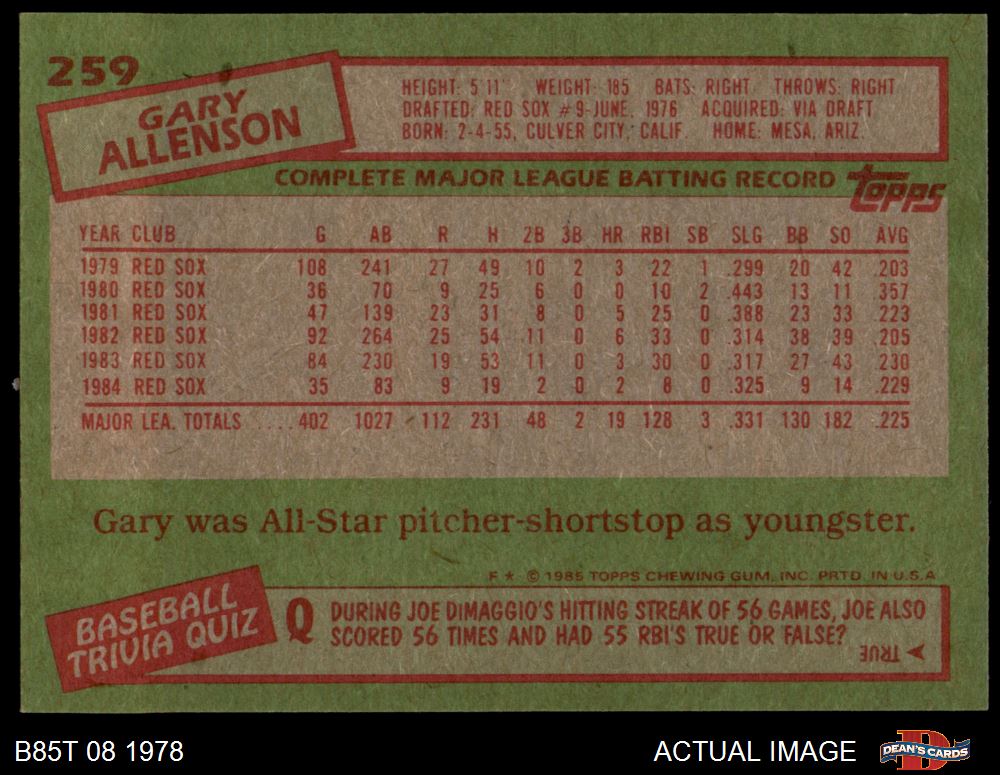 259
GARY
ALLENSON
HEIGHT: 5'11" WEIGHT: 185 BATS: RIGHT THROWS: RIGHT
DRAFTED: RED SOX #9-JUNE, 1976 ACQUIRED: VIA DRAFT
BORN: 2-4-55, CULVER CITY, CALIF. HOME: MESA, ARIZ.
COMPLETE MAJOR LEAGUE BATTING RECORD
topps
YEAR CLUB G AB R H 2B 3B HR RBI SB SLG BB SO AVG
1979 RED SOX 108 241 27 49 10 2 3 22 1 .299 20 42 .203
1980 RED SOX 36 70 9 25 6 0 0 10 2 .443 13 11 .357
1981 RED SOX 47 139 23 31 8 0 5 25 0 .388 23 33 .223
1982 RED SOX 92 264 25 54 11 0 6 33 0 .314 38 39 .205
1983 RED SOX 84 230 19 53 11 0 3 30 0 .317 27 43 .230
1984 RED SOX 35 83 9 19 2 0 2 8 0 .325 9 14 .229
MAJOR LEA. TOTALS ....402 1027 112 231 48 2 19 128 3 .331 130 182 .225
Gary was All-Star pitcher-shortstop as youngster.
F * © 1985 TOPPS CHEWING GUM, INC. PRTD. IN U.S.A.
BASEBALL
TRIVIA QUIZ
Q DURING JOE DIMAGGIO'S HITTING STREAK OF 56 GAMES, JOE ALSO
SCORED 56 TIMES AND HAD 55 RBI'S TRUE OR FALSE?
TRUE
B85T 08 1978
ACTUAL IMAGE
DEAN'S CARDS